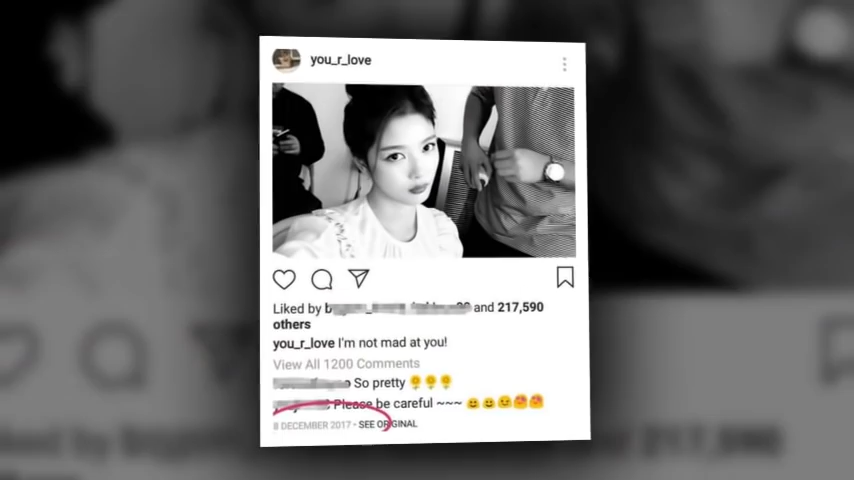 you_r_love
Liked by and 217,590
others
you_r_love I'm not mad at you!
View All 1200 Comments
So pretty 🌻🌻🌻
Please be careful ~~~ 😄😄😉🥰🥰
8 DECEMBER 2017 • SEE ORIGINAL